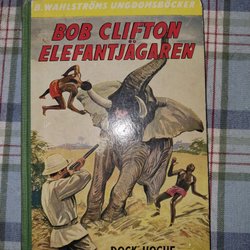 B. WAHLSTRÖMS UNGDOMSBÖCKER
BOB CLIFTON
ELEFANTJÄGAREN